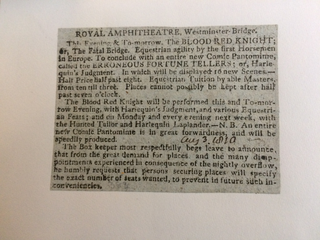 ROYAL AMPHITHEATRE, Westminster-Bridge.
This Evening & To-morrow, The BLOOD RED KNIGHT;
or, The Fatal Bridge. Equestrian agility by the first Horsemen
in Europe. To conclude with an entire new Comic Pantomime,
called the ERRONEOUS FORTUNE TELLERS; or, Harle-
quin's Judgment. In which will be displayed 16 new Scenes.—
Half Price half past eight. Equestrian Tuition by able Masters,
from ten till three. Places cannot possibly be kept after half
past seven o'clock.
The Blood Red Knight will be performed this and To-mor-
row Evening, with Harlequin's Judgment, and various Equestri-
an Feats; and on Monday and every evening next week, with
the Hunted Tailor and Harlequin Laplander.—N.B. An entire
new Comic Pantomime is in great forwardness, and will be
speedily produced. Aug 3, 1810
The Box-keeper most respectfully begs leave to announce,
that from the great demand for places, and the many disap-
pointments experienced in consequence of the nightly overflow,
he humbly requests that persons securing places will specify
the exact number of seats wanted, to prevent in future such in-
conveniencies.